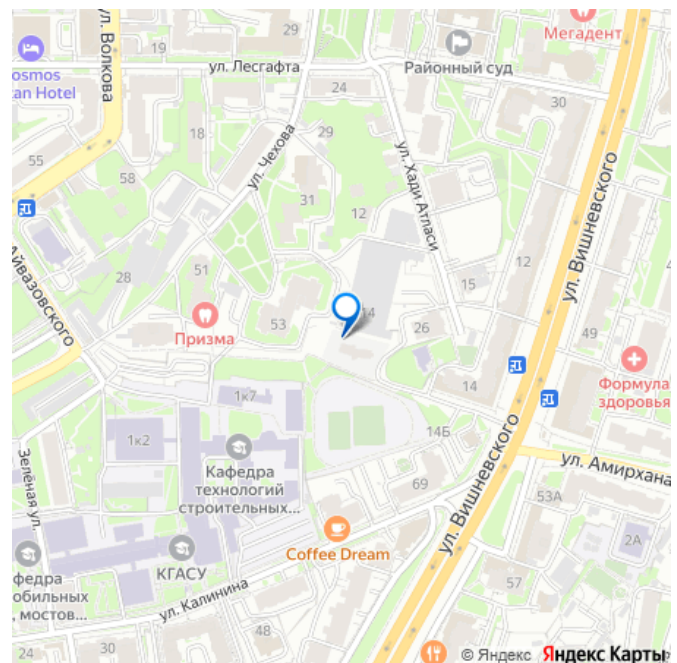 Мегадент
29
19
ул. Волкова
ул. Лесгафта
Районный суд
osmos
an Hotel
24
30
18
29
ул. Чехова
55
58
31
ул. Хади Атласи
12
ул. Вишневского
Айвазовского
28
51
15
12
Призма
53
26
49
Формула
здоровья
14
1к7
1к2
14Б
Кафедра
технологий
строительных...
Зелёная ул.
69
ул. Вишневского
ул. Амирхана
53А
Coffee Dream
2А
КГАСУ
федра
обильных
, мостов...
57
ул. Калинина
24
48
© Яндекс Яндекс Карты